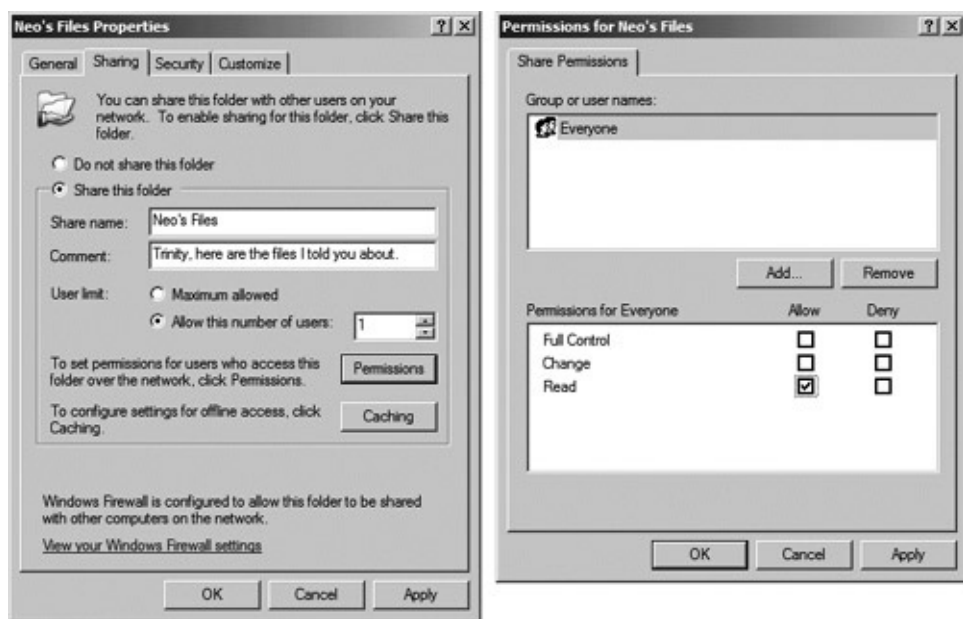 Neo's Files Properties
General Sharing Security Customize
You can share this folder with other users on your
network. To enable sharing for this folder, click Share this
folder.
Do not share this folder
Share this folder
Share name: Neo's Files
Comment: Trinity, here are the files I told you about.
User limit: Maximum allowed
Allow this number of users: 1
To set permissions for users who access this
folder over the network, click Permissions.
Permissions
To configure settings for offline access, click
Caching.
Caching
Windows Firewall is configured to allow this folder to be shared
with other computers on the network.
View your Windows Firewall settings
OK Cancel Apply
Permissions for Neo's Files
Share Permissions
Group or user names:
Everyone
Add... Remove
Permissions for Everyone Allow Deny
Full Control
Change
Read
OK Cancel Apply